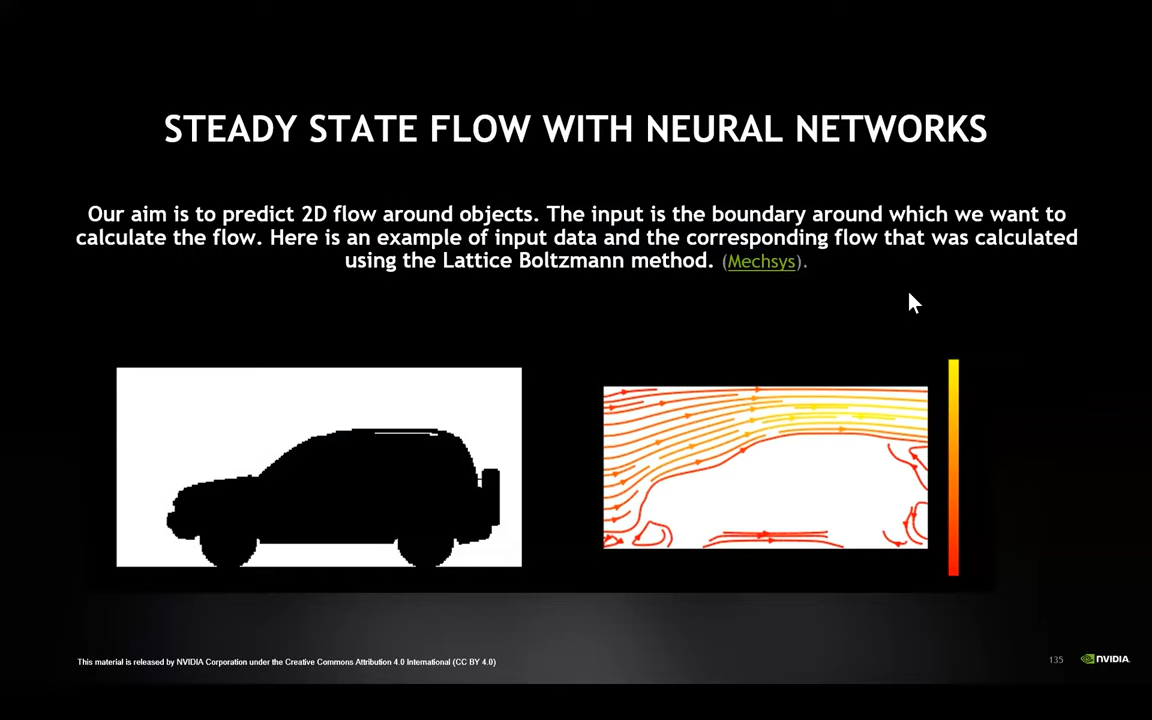 STEADY STATE FLOW WITH NEURAL NETWORKS
Our aim is to predict 2D flow around objects. The input is the boundary around which we want to
calculate the flow. Here is an example of input data and the corresponding flow that was calculated
using the Lattice Boltzmann method. (Mechsys).
This material is released by NVIDIA Corporation under the Creative Commons Attribution 4.0 International (CC BY 4.0)
135
NVIDIA.